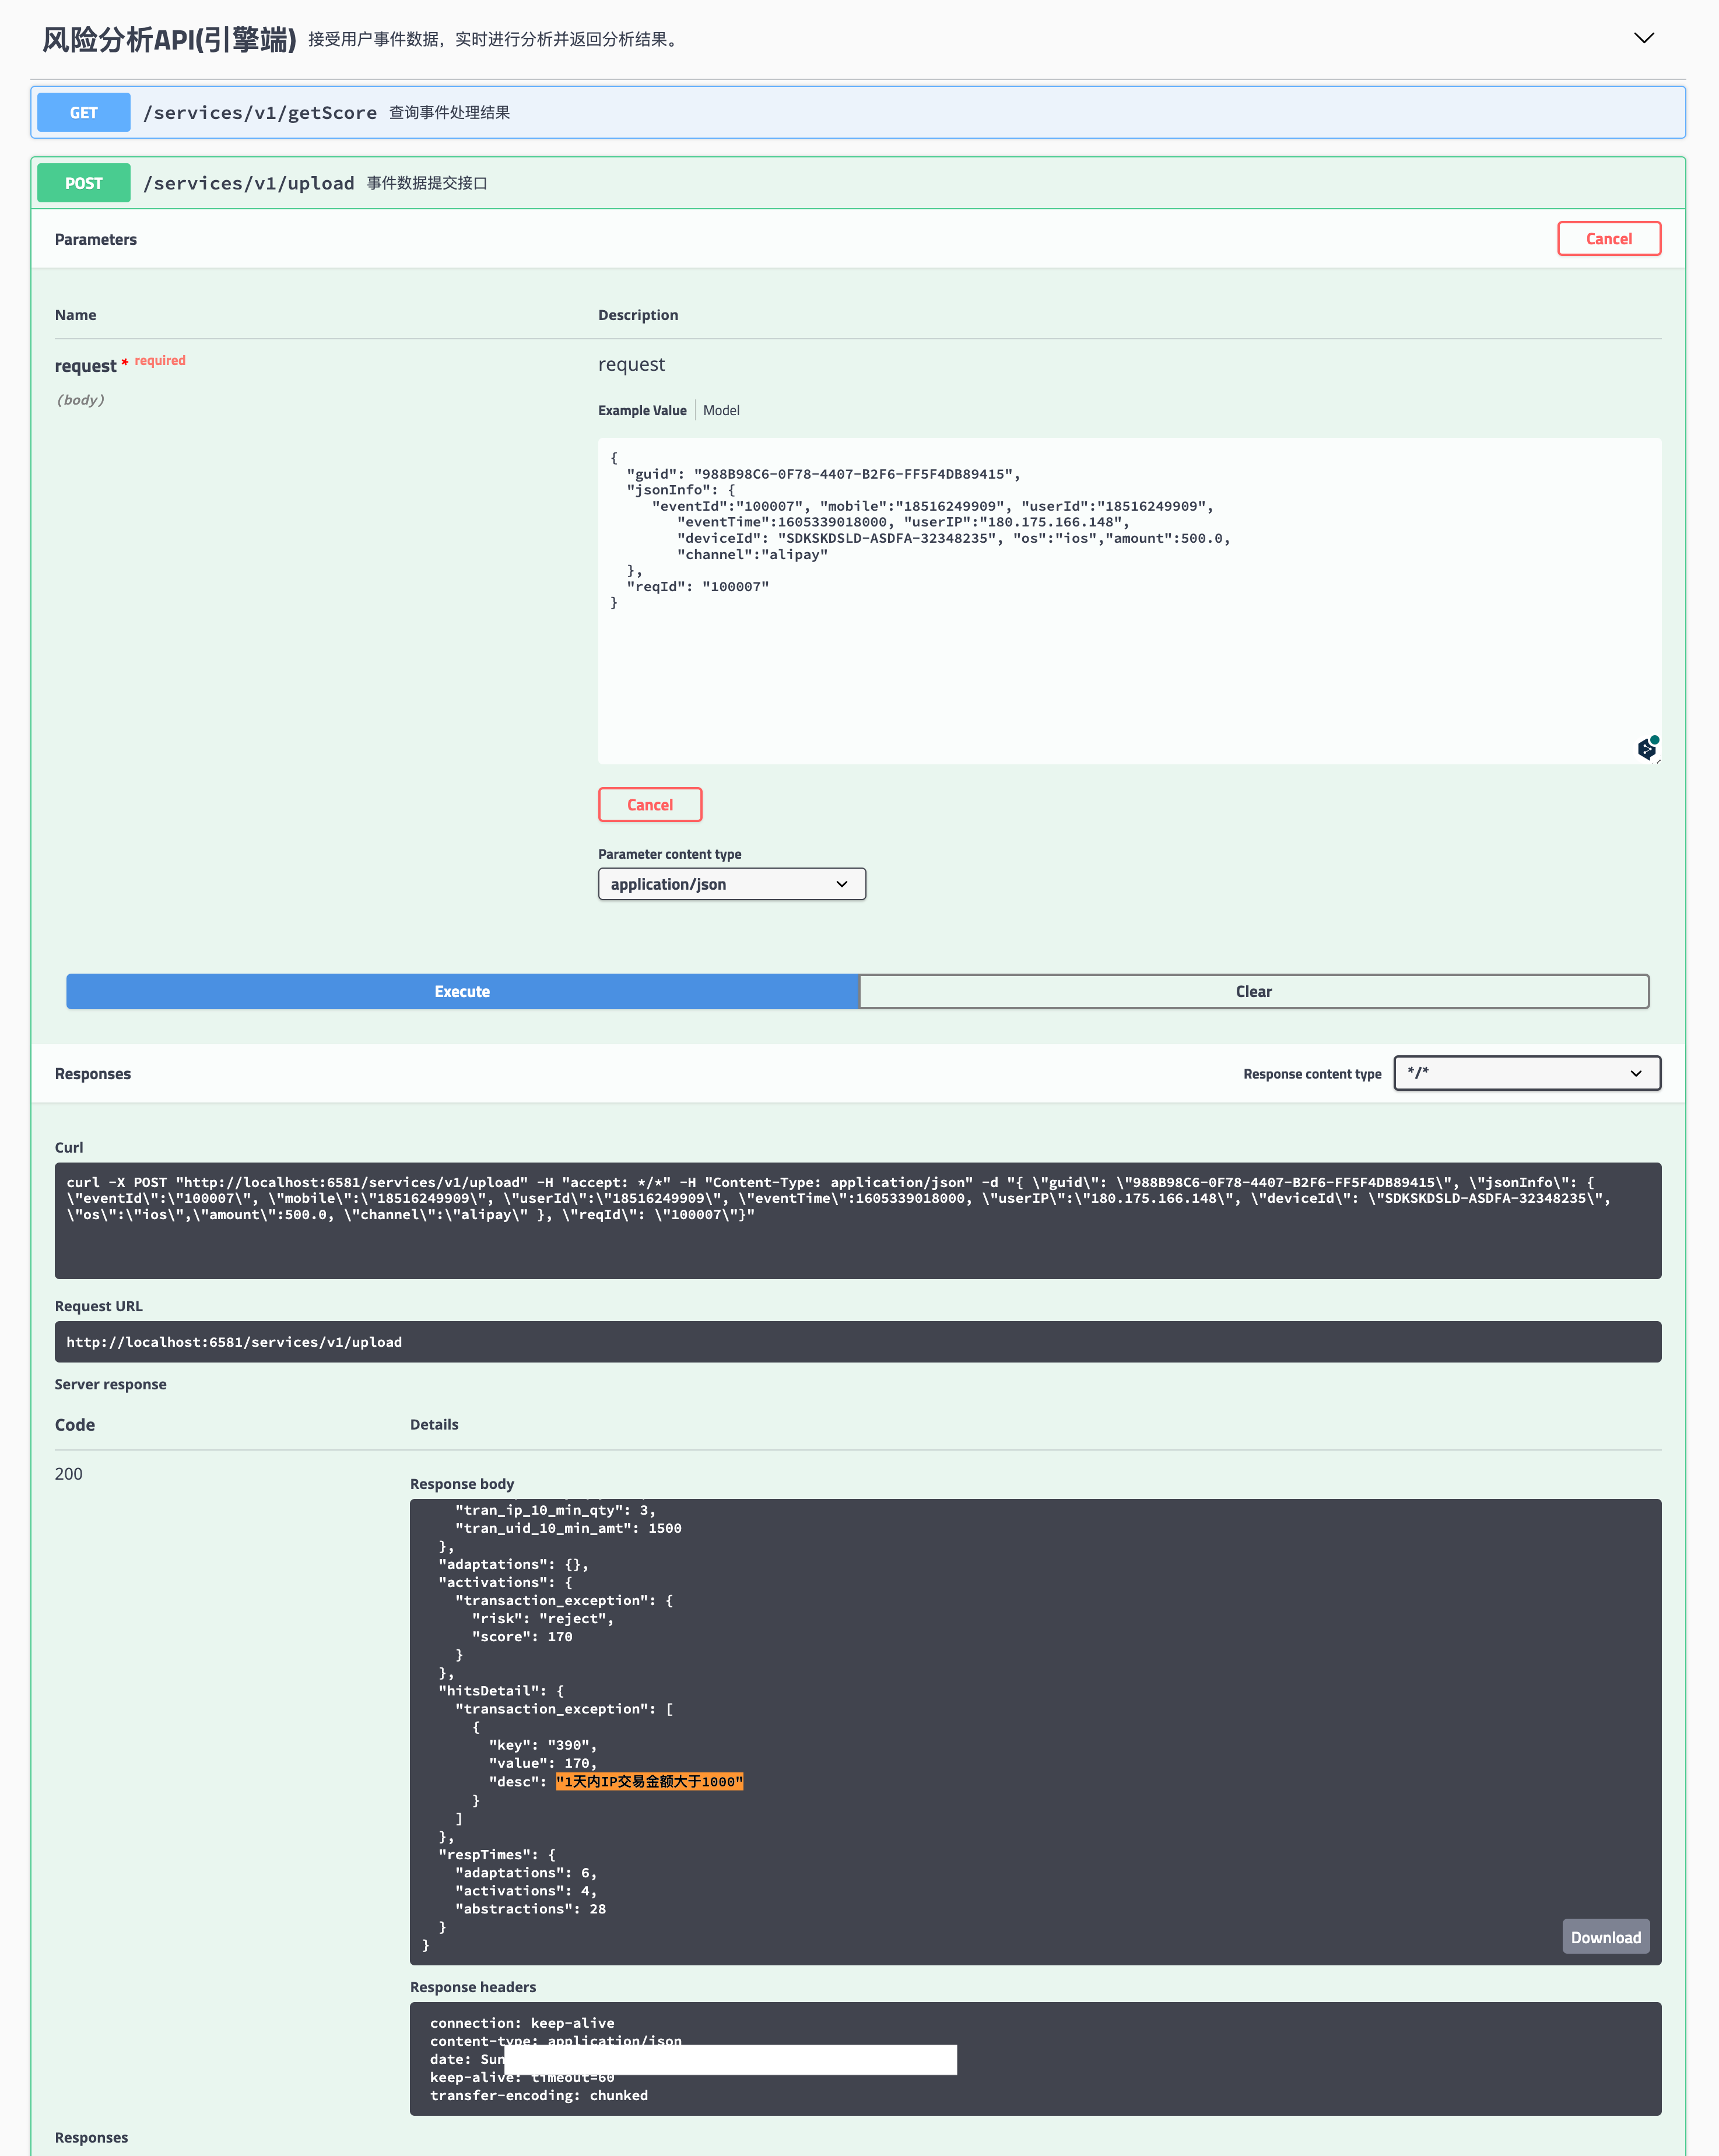 风险分析API(引擎端) 接受用户事件数据，实时进行分析并返回分析结果。
GET /services/v1/getScore 查询事件处理结果
POST /services/v1/upload 事件数据提交接口
Parameters
Cancel
Name Description
request * required
(body)
request
Example Value Model
{
"guid": "988B98C6-0F78-4407-B2F6-FF5F4DB89415",
"jsonInfo": {
"eventId":"100007", "mobile":"18516249909", "userId":"18516249909",
"eventTime":1605339018000, "userIP":"180.175.166.148",
"deviceId": "SDKSKDSLD-ASDFA-32348235", "os":"ios","amount":500.0,
"channel":"alipay"
},
"reqId": "100007"
}
Cancel
Parameter content type
application/json
Execute Clear
Responses Response content type */*
Curl
curl -X POST "http://localhost:6581/services/v1/upload" -H "accept: */*" -H "Content-Type: application/json" -d "{ \"guid\": \"988B98C6-0F78-4407-B2F6-FF5F4DB89415\", \"jsonInfo\": {
\"eventId\":\"100007\", \"mobile\":\"18516249909\", \"userId\":\"18516249909\", \"eventTime\":1605339018000, \"userIP\":\"180.175.166.148\", \"deviceId\": \"SDKSKDSLD-ASDFA-32348235\",
\"os\":\"ios\",\"amount\":500.0, \"channel\":\"alipay\" }, \"reqId\": \"100007\"}"
Request URL
http://localhost:6581/services/v1/upload
Server response
Code Details
200
Response body
"tran_ip_10_min_qty": 3,
"tran_uid_10_min_amt": 1500
},
"adaptations": {},
"activations": {
"transaction_exception": {
"risk": "reject",
"score": 170
}
},
"hitsDetail": {
"transaction_exception": [
{
"key": "390",
"value": 170,
"desc": "1天内IP交易金额大于1000"
}
]
},
"respTimes": {
"adaptations": 6,
"activations": 4,
"abstractions": 28
}
}
Download
Response headers
connection: keep-alive
content-type: application/json
date: Sun
keep-alive: timeout=60
transfer-encoding: chunked
Responses